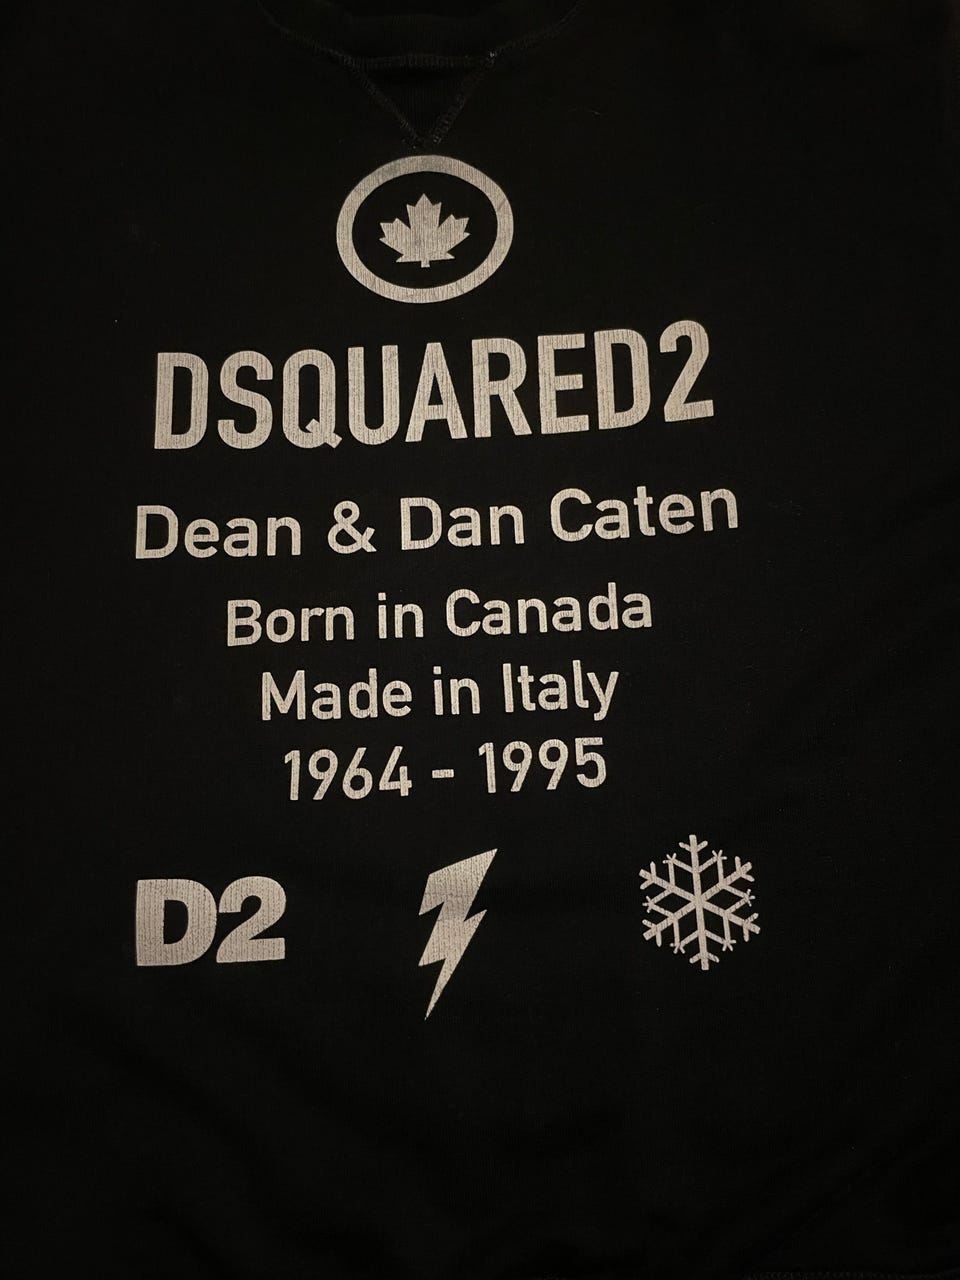 DSQUARED2
Dean & Dan Caten
Born in Canada
Made in Italy
1964 - 1995
D2